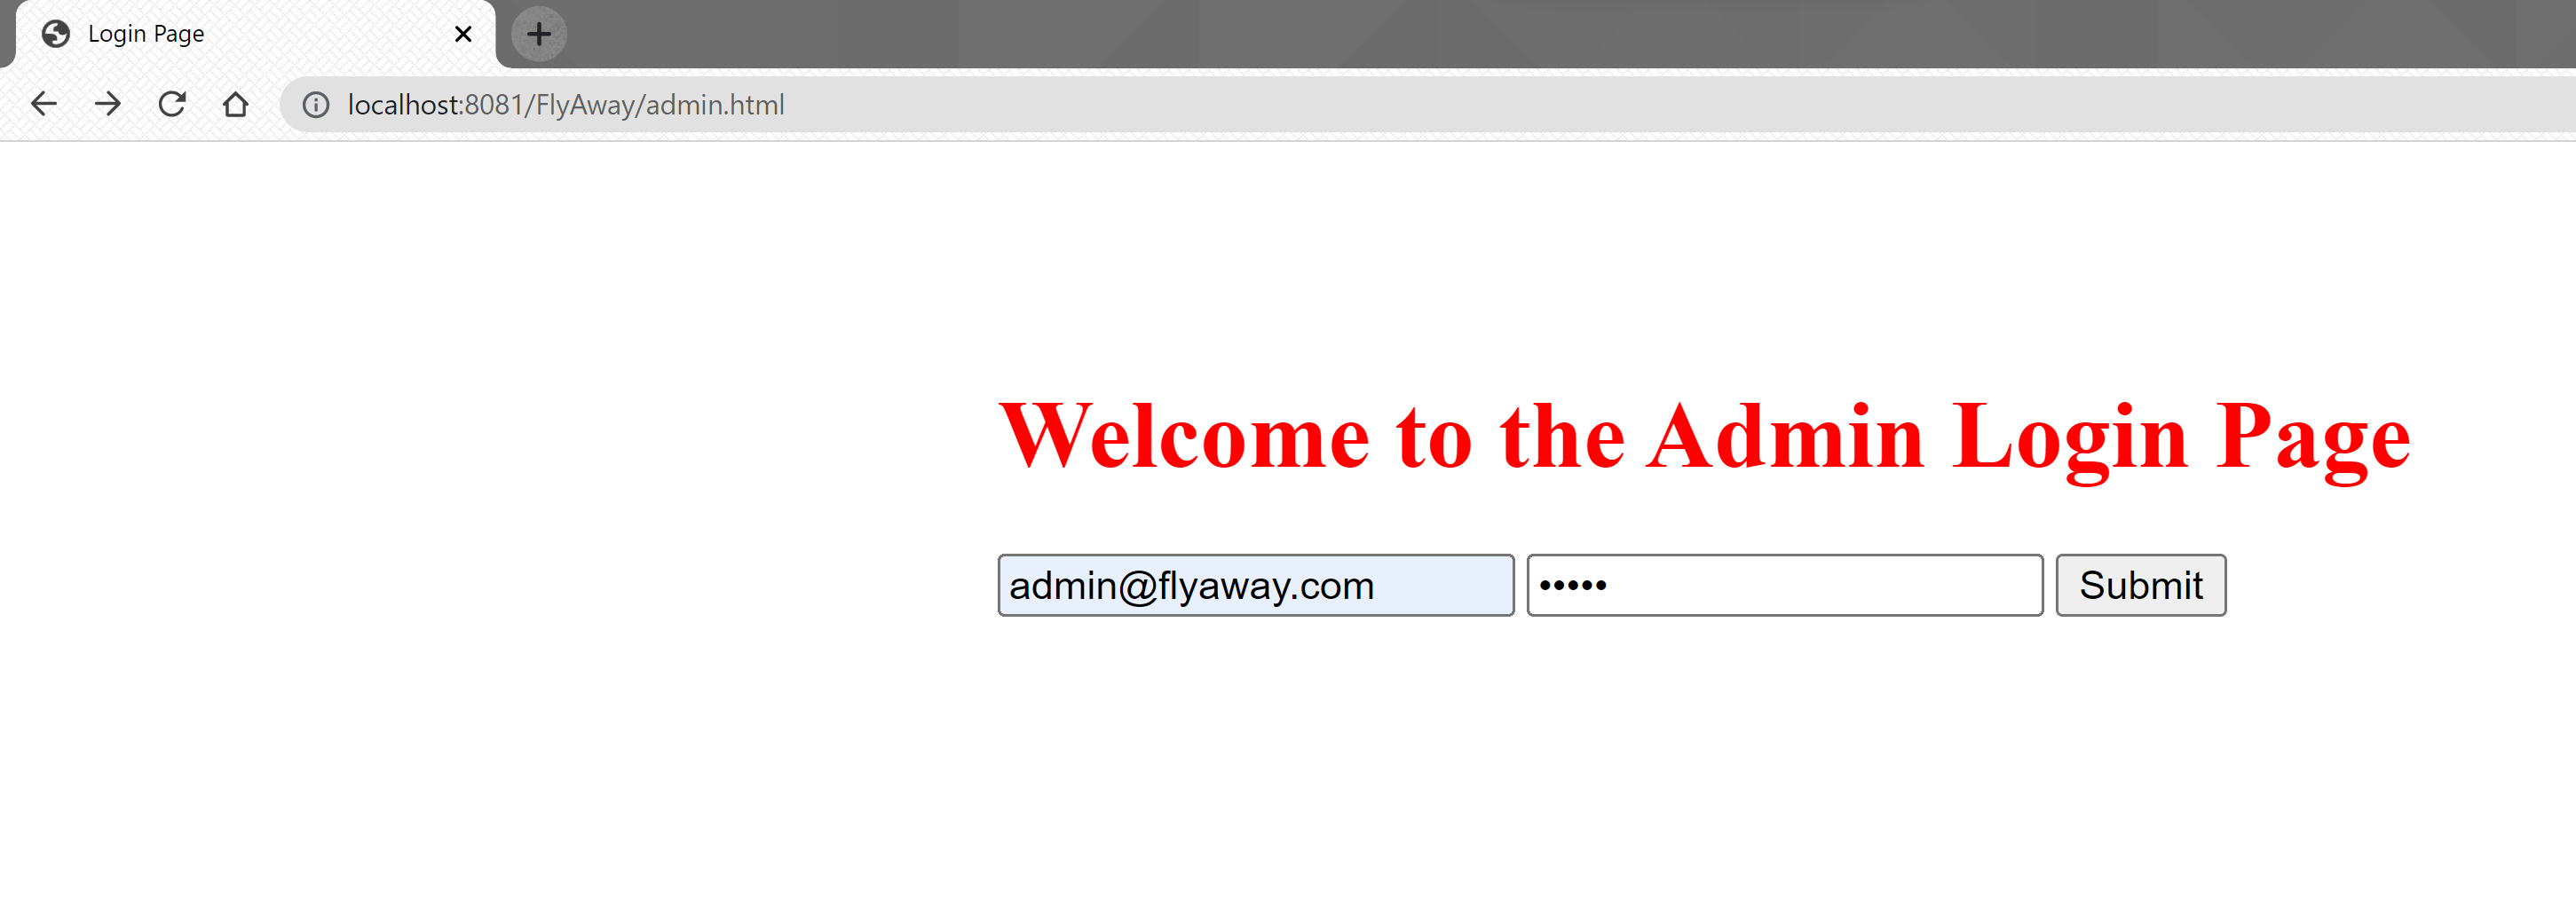 Login Page
localhost:8081/FlyAway/admin.html
Welcome to the Admin Login Page
admin@flyaway.com ••••• Submit